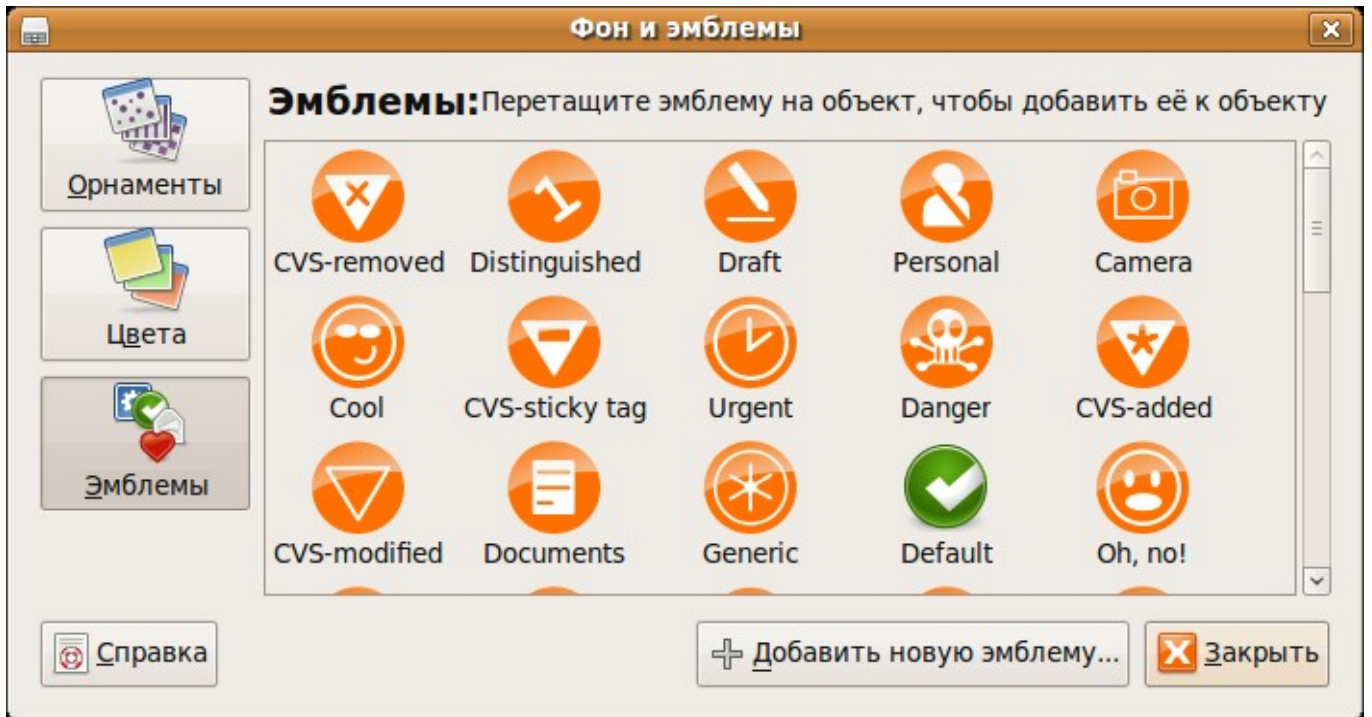 Фон и эмблемы
Орнаменты
Цвета
Эмблемы
Эмблемы: Перетащите эмблему на объект, чтобы добавить её к объекту
CVS-removed Distinguished Draft Personal Camera
Cool CVS-sticky tag Urgent Danger CVS-added
CVS-modified Documents Generic Default Oh, no!
Справка
Добавить новую эмблему...
Закрыть